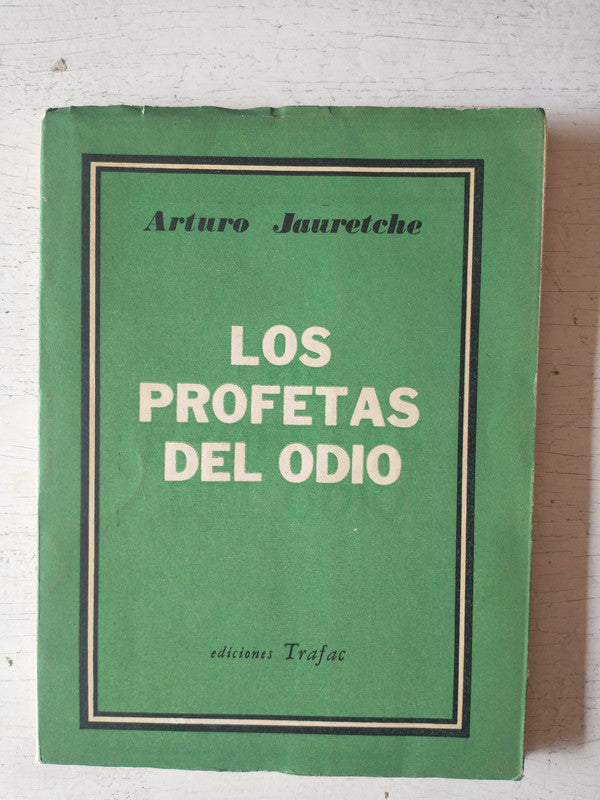 Arturo Jauretche
LOS
PROFETAS
DEL ODIO
ediciones Trafac